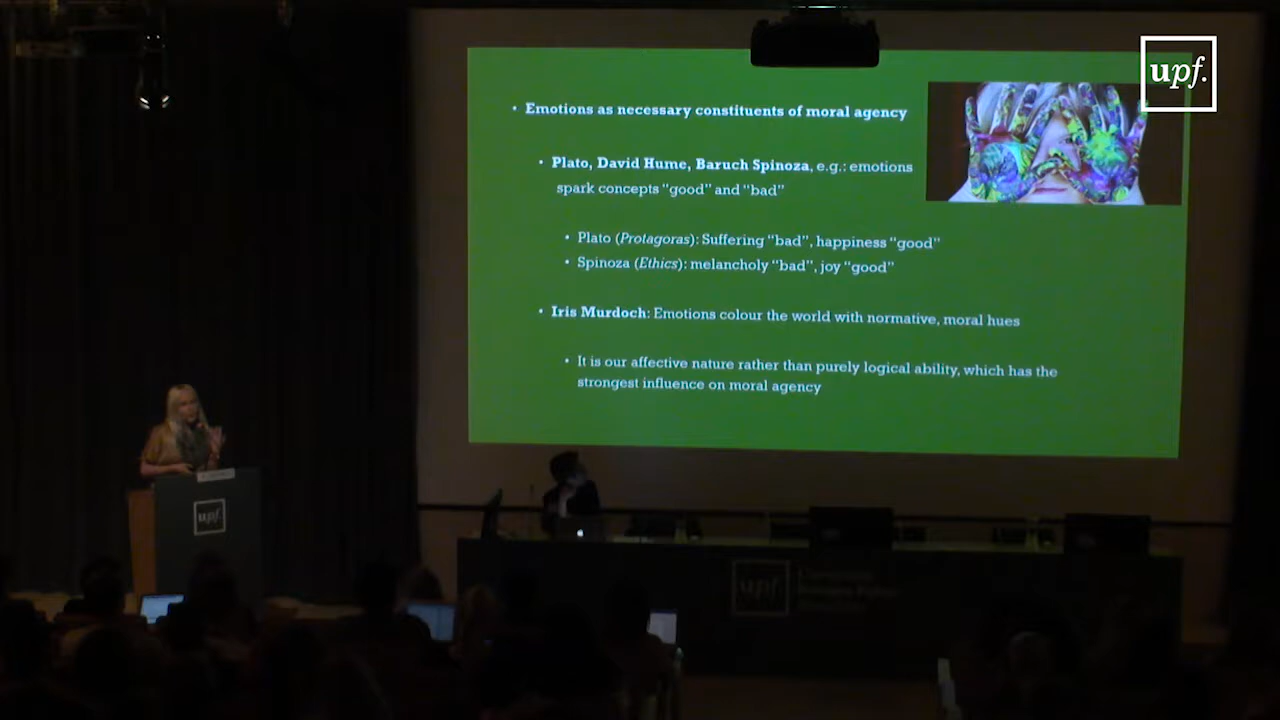 upf.
• Emotions as necessary constituents of moral agency
• Plato, David Hume, Baruch Spinoza, e.g.: emotions
spark concepts “good” and “bad”
• Plato (Protagoras): Suffering “bad”, happiness “good”
• Spinoza (Ethics): melancholy “bad”, joy “good”
• Iris Murdoch: Emotions colour the world with normative, moral hues
• It is our affective nature rather than purely logical ability, which has the
strongest influence on moral agency
upf.
upf.